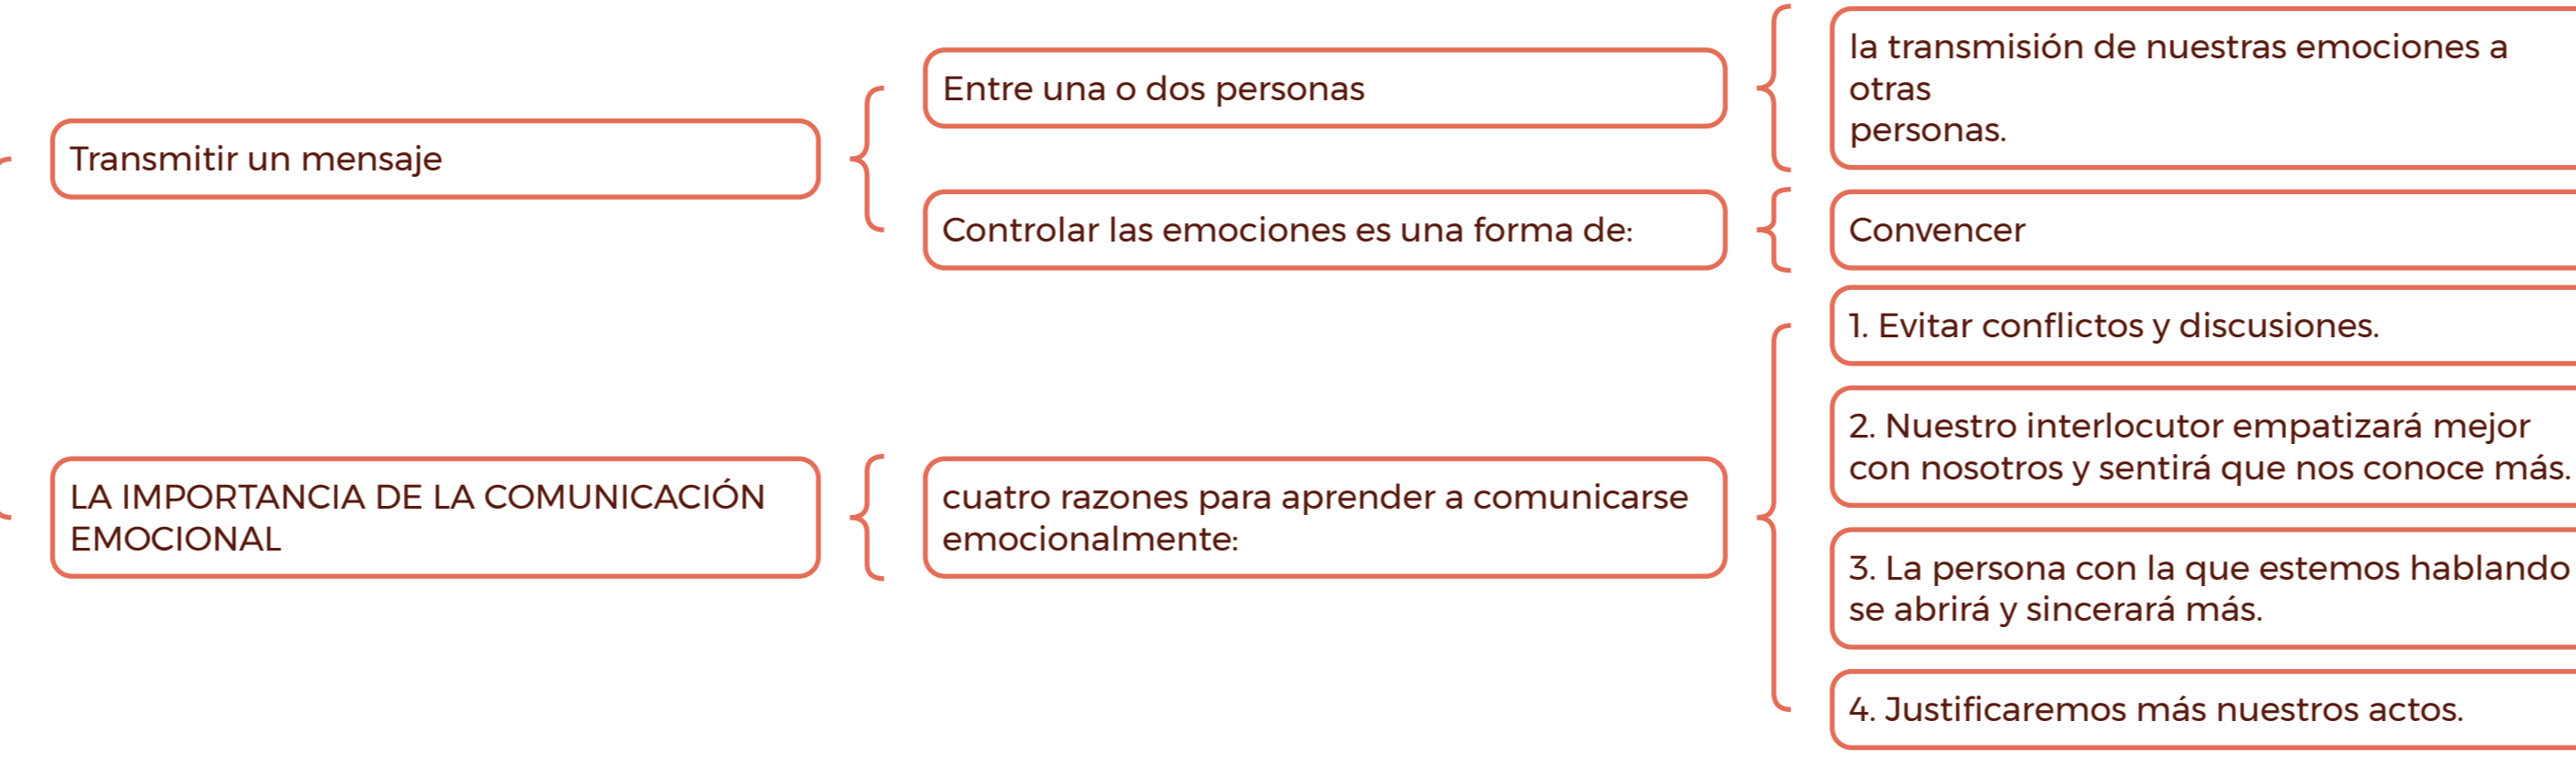 Transmitir un mensaje
Entre una o dos personas
la transmisión de nuestras emociones a
otras
personas.
Controlar las emociones es una forma de:
Convencer
LA IMPORTANCIA DE LA COMUNICACIÓN
EMOCIONAL
cuatro razones para aprender a comunicarse
emocionalmente:
1. Evitar conflictos y discusiones.
2. Nuestro interlocutor empatizará mejor
con nosotros y sentirá que nos conoce más.
3. La persona con la que estemos hablando
se abrirá y sincerará más.
4. Justificaremos más nuestros actos.